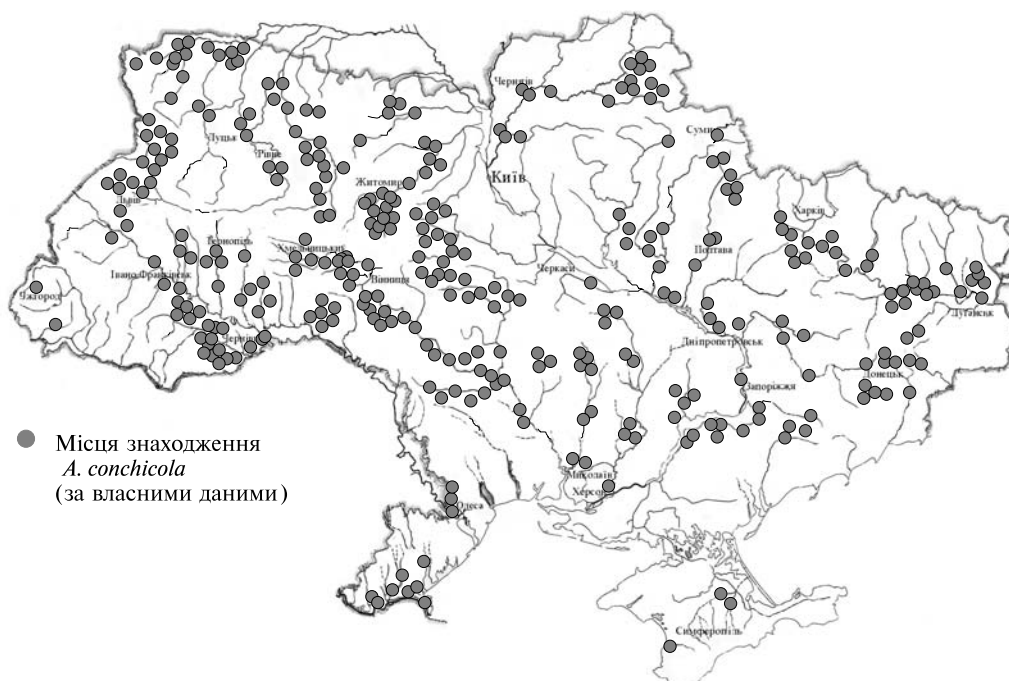 Чернігів
Суми
Луцьк
Рівне
Київ
Житомир
Львів
Харків
Тернопіль
Хмельницький
Полтава
Черкаси
Івано-Франківськ
Вінниця
Ужгород
Луганськ
Чернівці
Дніпропетровськ
Донецьк
Запоріжжя
Місця знаходження
A. conchicola
(за власними даними)
Миколаїв
Херсон
Одеса
Симферопіль